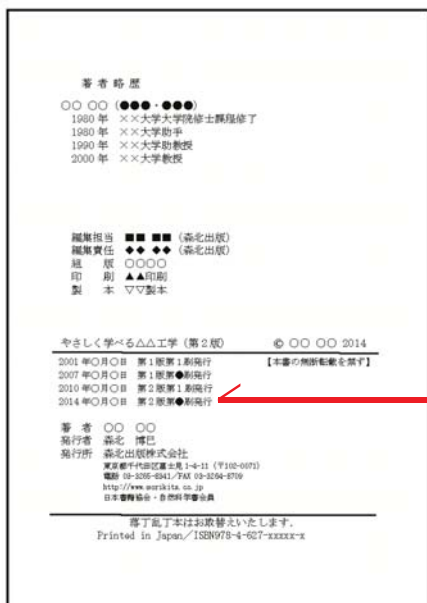 著者略歴
○○ ○○（●●●・●●●）
1980年 ××大学大学院修士課程修了
1980年 ××大学助手
1990年 ××大学助教授
2000年 ××大学教授
編集担当 ■■ ■■（森北出版）
編集責任 ◆◆ ◆◆（森北出版）
組 版 ○○○○
印 刷 ▲▲印刷
製 本 ▽▽製本
やさしく学べる△△工学（第2版） © ○○ ○○ 2014
2001年○月○日 第1版第1刷発行 【本書の無断転載を禁ず】
2007年○月○日 第1版第●刷発行
2010年○月○日 第2版第1刷発行
2014年○月○日 第2版第●刷発行
著 者 ○○ ○○
発行者 森北 博巳
発行所 森北出版株式会社
東京都千代田区富士見1-4-11（〒102-0071）
電話 03-3265-8341／FAX 03-3264-8709
http://www.morikita.co.jp
日本書籍協会・自然科学書会員
落丁乱丁本はお取替えいたします．
Printed in Japan／ISBN978-4-627-xxxxx-x